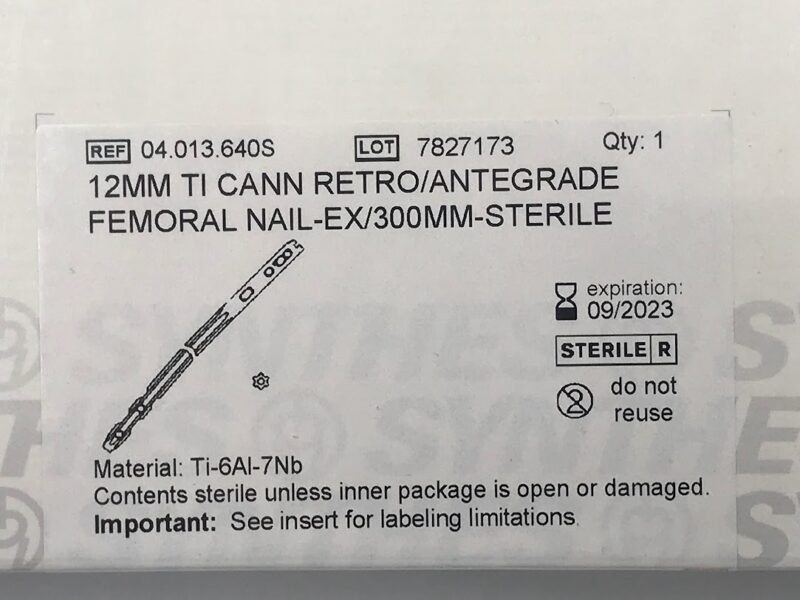 REF 04.013.640S LOT 7827173 Qty: 1
12MM TI CANN RETRO/ANTEGRADE
FEMORAL NAIL-EX/300MM-STERILE
expiration:
09/2023
STERILE R
do not
reuse
SYNTHES
SYNTHES
Material: Ti-6Al-7Nb
Contents sterile unless inner package is open or damaged.
Important: See insert for labeling limitations